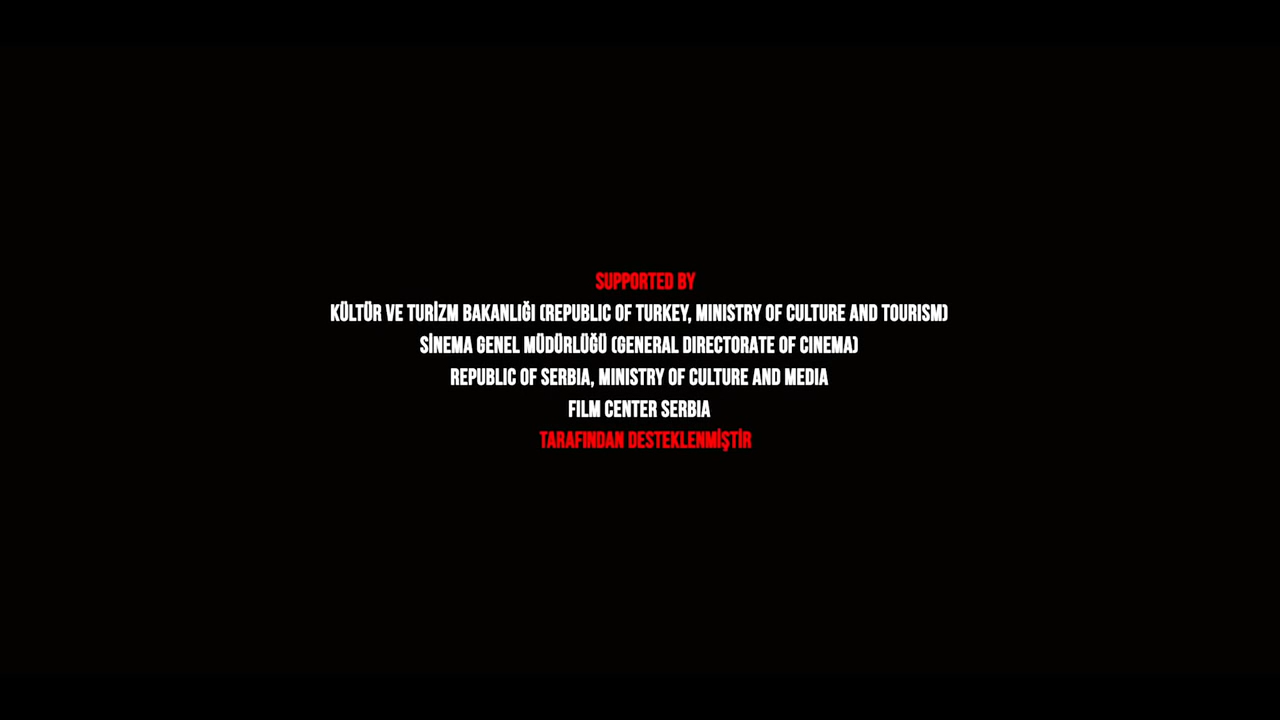 SUPPORTED BY
KÜLTÜR VE TURİZM BAKANLIĞI (REPUBLIC OF TURKEY, MINISTRY OF CULTURE AND TOURISM)
SİNEMA GENEL MÜDÜRLÜĞÜ (GENERAL DIRECTORATE OF CINEMA)
REPUBLIC OF SERBIA, MINISTRY OF CULTURE AND MEDIA
FILM CENTER SERBIA
TARAFINDAN DESTEKLENMİŞTİR